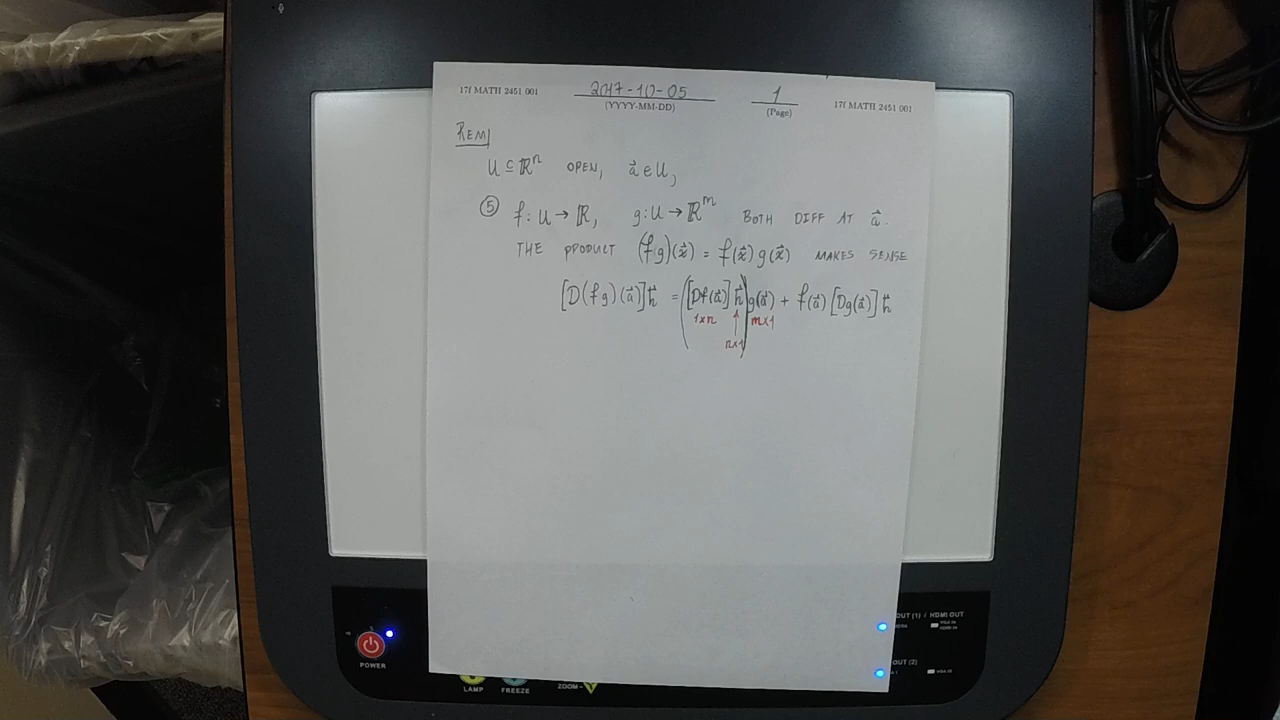 17f MATH 2451 001 2017-10-05 1 17f MATH 2451 001
(YYYY-MM-DD) (Page)
REM|
U ⊆ ℝⁿ OPEN, a⃗ ∈ U,
⑤ f: U → ℝ, g: U → ℝᵐ BOTH DIFF AT a⃗.
THE PRODUCT (fg)(x⃗) = f(x⃗)g(x⃗) MAKES SENSE
[D(fg)(a⃗)]h⃗ = ([Df(a⃗)]h⃗)g(a⃗) + f(a⃗)[Dg(a⃗)]h⃗
1×n m×1
n×1
OUT (1) / HDMI OUT
OUT (2)
POWER
LAMP FREEZE ZOOM-